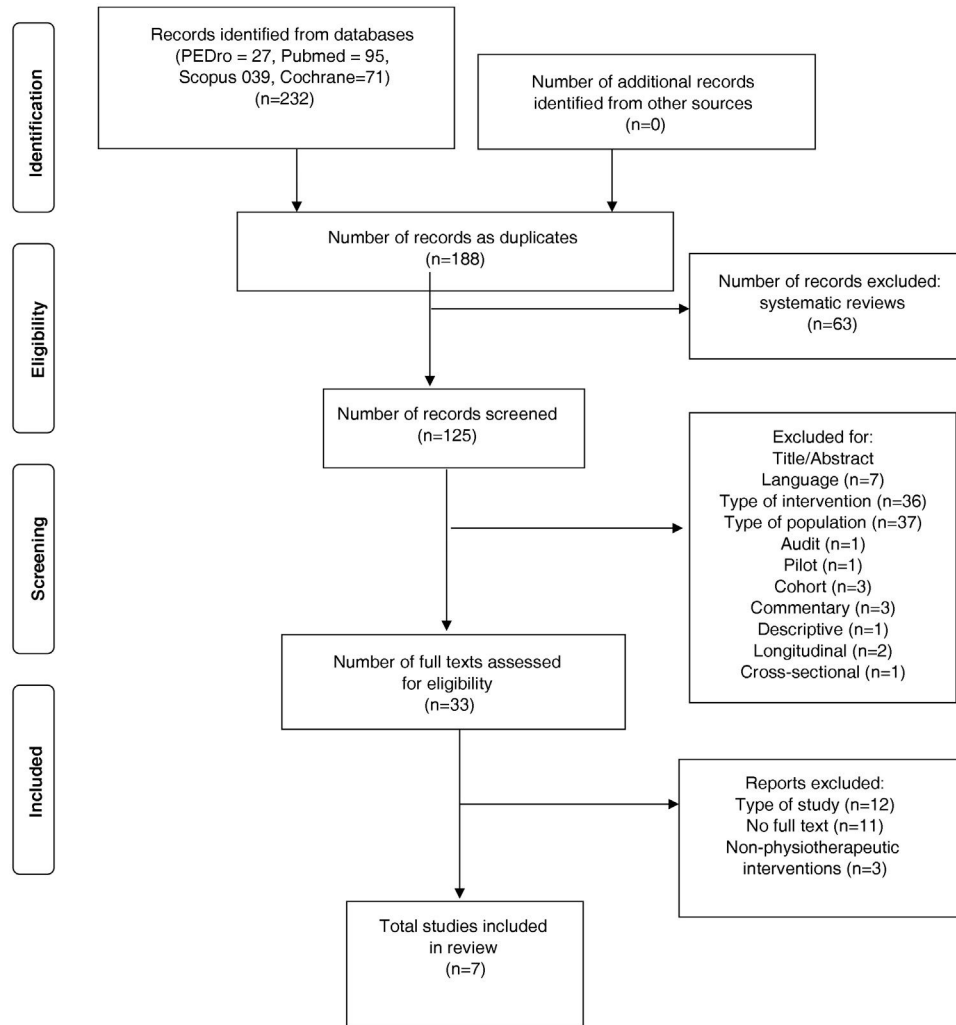 Identification
Records identified from databases
(PEDro = 27, Pubmed = 95,
Scopus 039, Cochrane=71)
(n=232)
Number of additional records
identified from other sources
(n=0)
Number of records as duplicates
(n=188)
Eligibility
Number of records excluded:
systematic reviews
(n=63)
Number of records screened
(n=125)
Screening
Excluded for:
Title/Abstract
Language (n=7)
Type of intervention (n=36)
Type of population (n=37)
Audit (n=1)
Pilot (n=1)
Cohort (n=3)
Commentary (n=3)
Descriptive (n=1)
Longitudinal (n=2)
Cross-sectional (n=1)
Number of full texts assessed
for eligibility
(n=33)
Included
Reports excluded:
Type of study (n=12)
No full text (n=11)
Non-physiotherapeutic
interventions (n=3)
Total studies included
in review
(n=7)